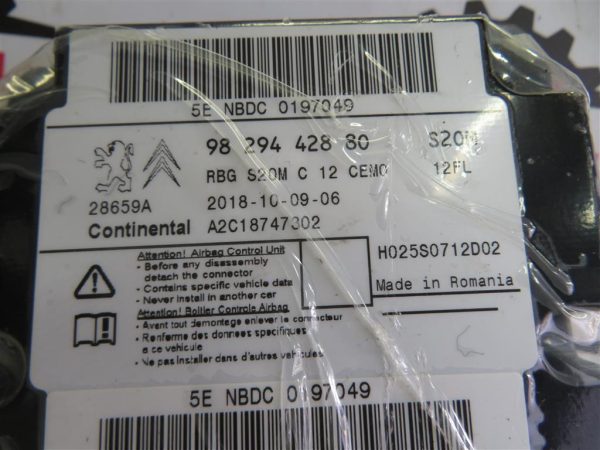 5E NBDC 0197049
98 294 428 80 S20M
RBG S20M C 12 CEMO 12FL
28659A 2018-10-09-06
Continental A2C18747302
Attention! Airbag Control Unit
- Before any disassembly
detach the connector
- Contains specific vehicle data
- Never install in another car
H025S0712D02
Made in Romania
Attention! Boîtier Controle Airbag
- Avant tout demontage enlever le connecteur
- Renferme des donnees specifiques
a ce vehicule
- Ne pas installer dans d'autres vehicules
5E NBDC 0197049